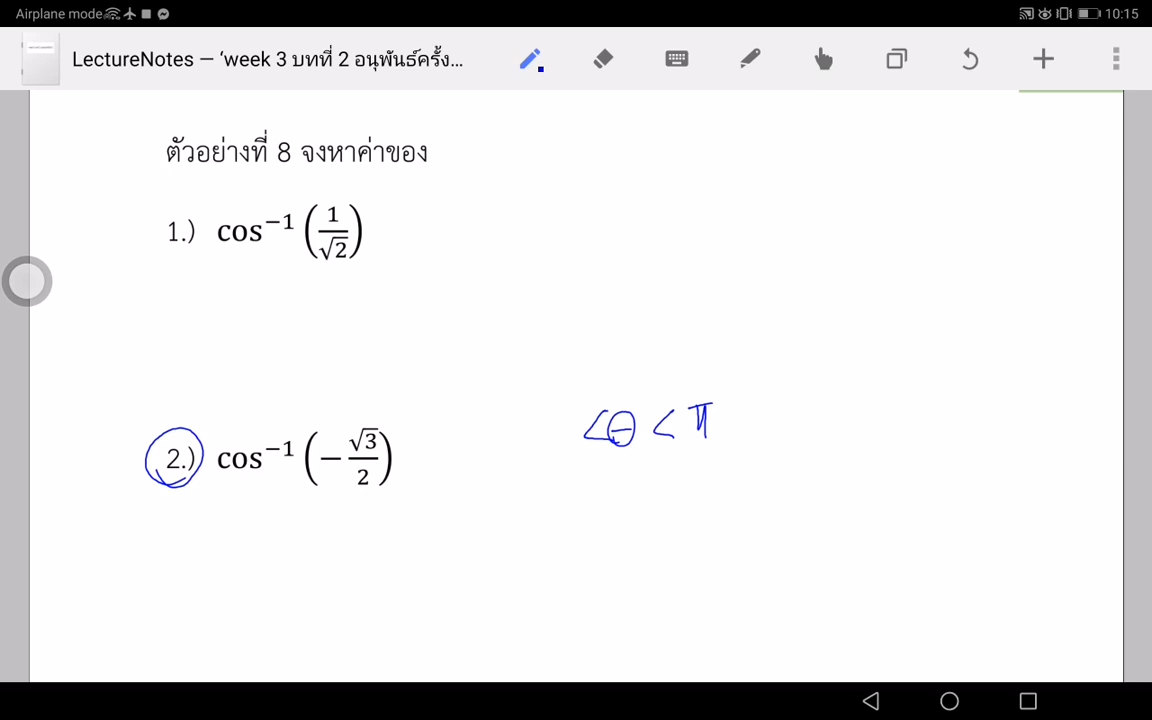 Airplane mode 10:15
LectureNotes — ‘week 3 บทที่ 2 อนุพันธ์ครั้ง...
ตัวอย่างที่ 8 จงหาค่าของ
1.) cos⁻¹ (1/√2)
< θ < π
2.) cos⁻¹ (−√3/2)